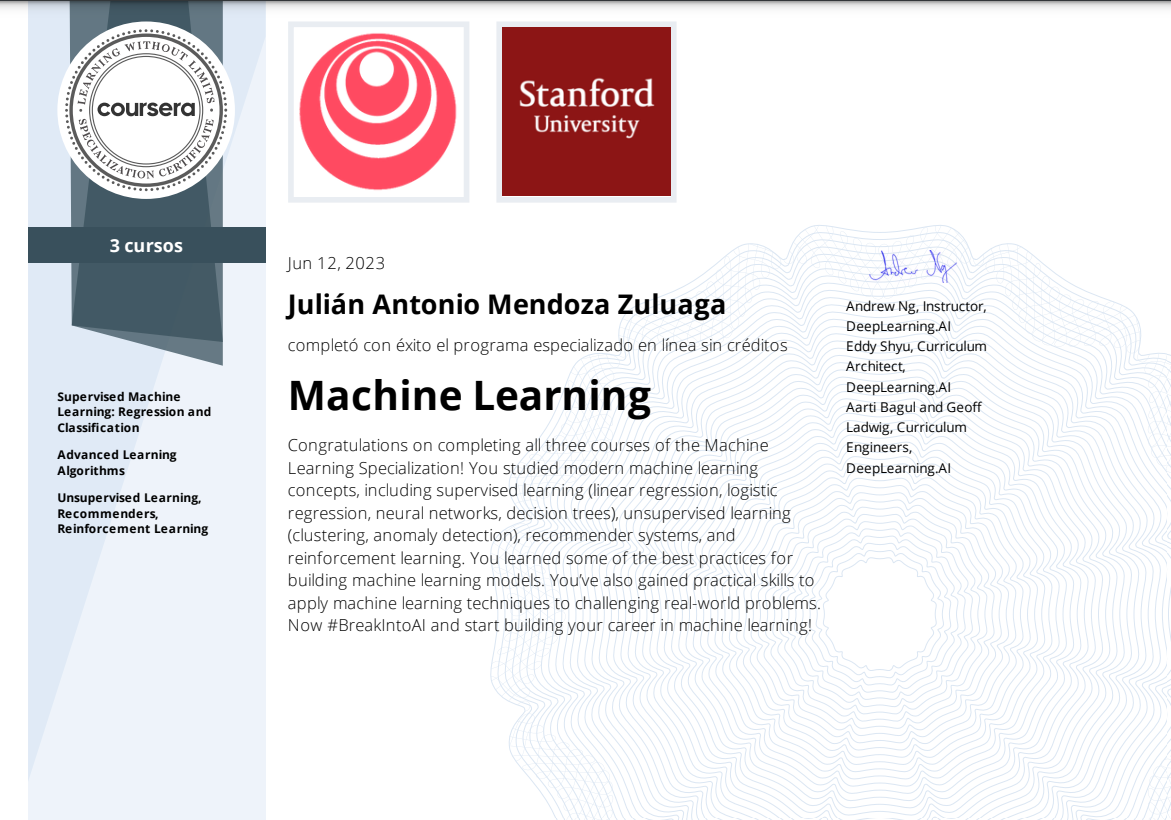 LEARNING WITHOUT LIMITS
coursera
SPECIALIZATION CERTIFICATE
Stanford
University
3 cursos
Supervised Machine
Learning: Regression and
Classification
Advanced Learning
Algorithms
Unsupervised Learning,
Recommenders,
Reinforcement Learning
Jun 12, 2023
Julián Antonio Mendoza Zuluaga
completó con éxito el programa especializado en línea sin créditos
Machine Learning
Congratulations on completing all three courses of the Machine
Learning Specialization! You studied modern machine learning
concepts, including supervised learning (linear regression, logistic
regression, neural networks, decision trees), unsupervised learning
(clustering, anomaly detection), recommender systems, and
reinforcement learning. You learned some of the best practices for
building machine learning models. You’ve also gained practical skills to
apply machine learning techniques to challenging real-world problems.
Now #BreakIntoAI and start building your career in machine learning!
Andrew Ng
Andrew Ng, Instructor,
DeepLearning.AI
Eddy Shyu, Curriculum
Architect,
DeepLearning.AI
Aarti Bagul and Geoff
Ladwig, Curriculum
Engineers,
DeepLearning.AI